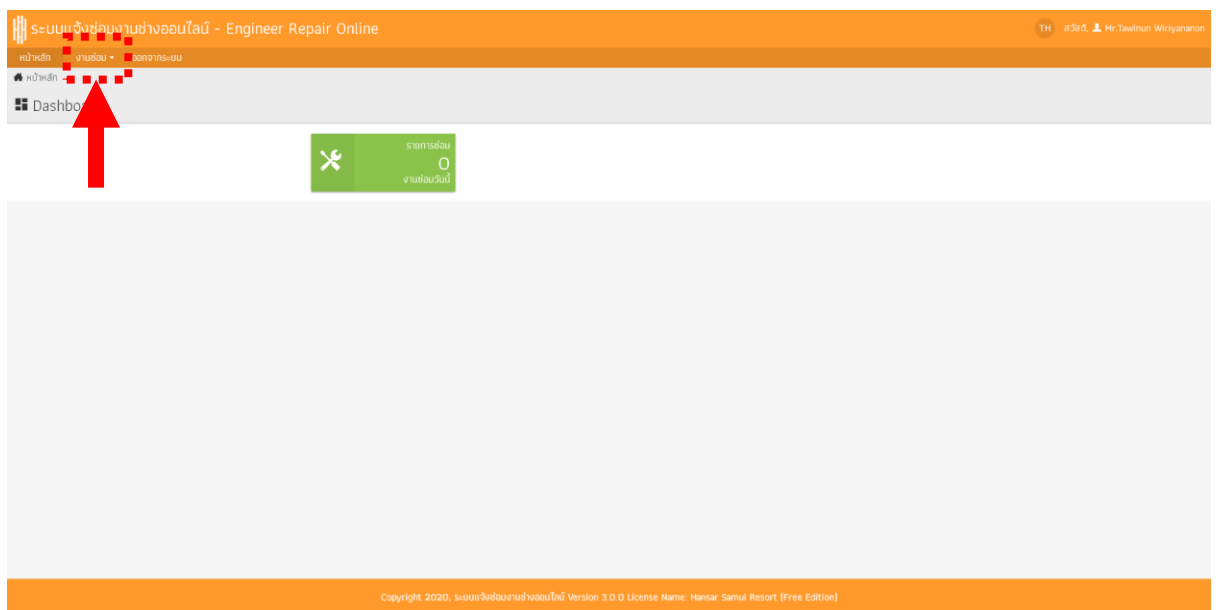 ระบบแจ้งซ่อมงานช่างออนไลน์ - Engineer Repair Online
TH สวัสดี, Mr.Tawinun Wiriyananon
หน้าหลัก งานซ่อม ออกจากระบบ
หน้าหลัก
Dashbo
รายการซ่อม
0
งานซ่อมวันนี้
Copyright 2020, ระบบแจ้งซ่อมงานช่างออนไลน์ Version 3.0.0 License Name: Hansar Samui Resort [Free Edition]